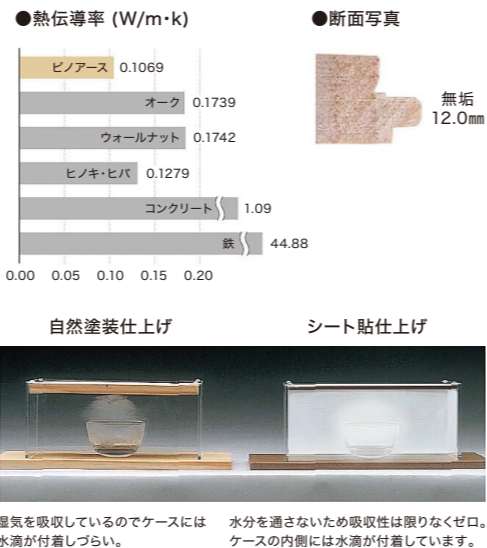 ●熱伝導率 (W/m・k)
●断面写真
ピノアース 0.1069
オーク 0.1739
ウォールナット 0.1742
ヒノキ・ヒバ 0.1279
コンクリート 1.09
鉄 44.88
0.00 0.05 0.10 0.15 0.20
無垢
12.0㎜
自然塗装仕上げ
シート貼仕上げ
湿気を吸収しているのでケースには
水滴が付着しづらい。
水分を通さないため吸収性は限りなくゼロ。
ケースの内側には水滴が付着しています。